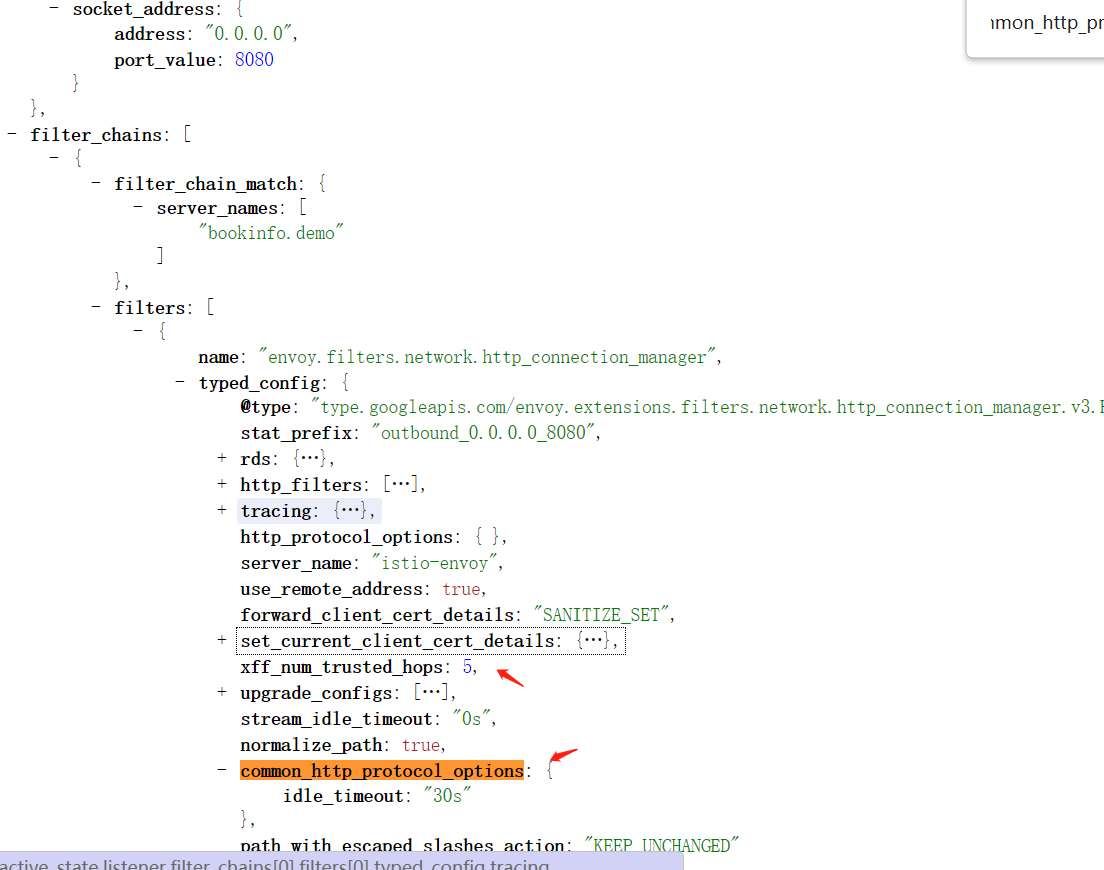 - socket_address: {
address: "0.0.0.0",
port_value: 8080
}
},
- filter_chains: [
- {
- filter_chain_match: {
- server_names: [
"bookinfo.demo"
]
},
- filters: [
- {
name: "envoy.filters.network.http_connection_manager",
- typed_config: {
@type: "type.googleapis.com/envoy.extensions.filters.network.http_connection_manager.v3.
stat_prefix: "outbound_0.0.0.0_8080",
+ rds: {…},
+ http_filters: […],
+ tracing: {…},
http_protocol_options: { },
server_name: "istio-envoy",
use_remote_address: true,
forward_client_cert_details: "SANITIZE_SET",
+ set_current_client_cert_details: {…},
xff_num_trusted_hops: 5,
+ upgrade_configs: […],
stream_idle_timeout: "0s",
normalize_path: true,
- common_http_protocol_options: {
idle_timeout: "30s"
},
path_with_escaped_slashes_action: "KEEP_UNCHANGED"
active_state.listener.filter_chains[0].filters[0].typed_config.tracing
mon_http_pr